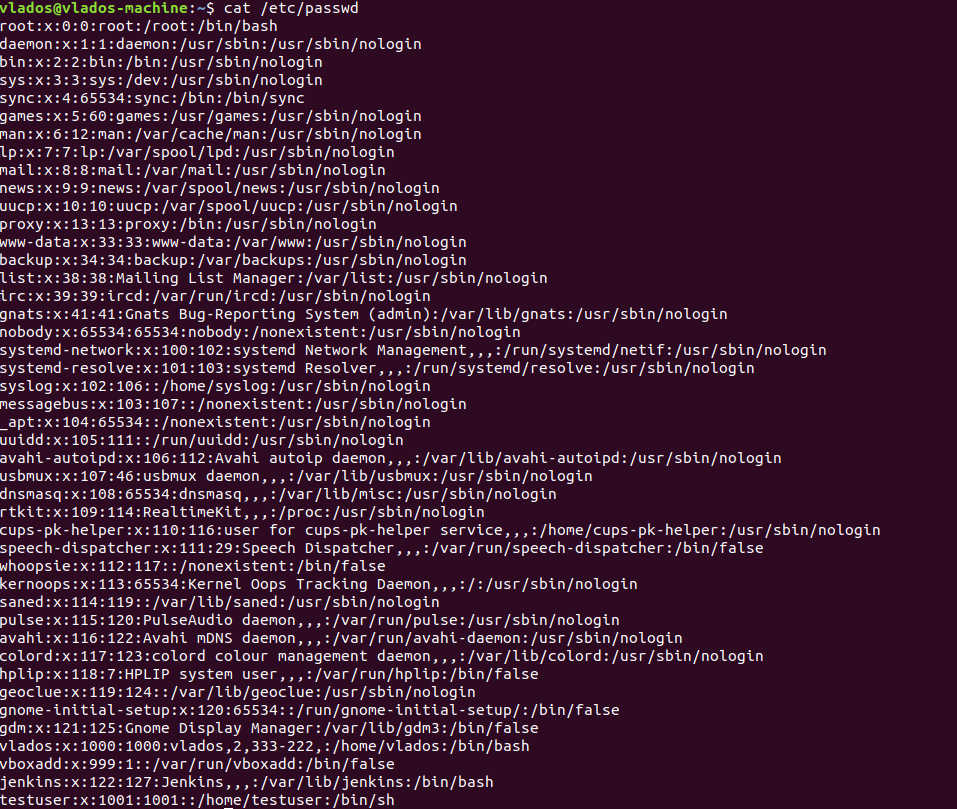 vlados@vlados-machine:~$ cat /etc/passwd
root:x:0:0:root:/root:/bin/bash
daemon:x:1:1:daemon:/usr/sbin:/usr/sbin/nologin
bin:x:2:2:bin:/bin:/usr/sbin/nologin
sys:x:3:3:sys:/dev:/usr/sbin/nologin
sync:x:4:65534:sync:/bin:/bin/sync
games:x:5:60:games:/usr/games:/usr/sbin/nologin
man:x:6:12:man:/var/cache/man:/usr/sbin/nologin
lp:x:7:7:lp:/var/spool/lpd:/usr/sbin/nologin
mail:x:8:8:mail:/var/mail:/usr/sbin/nologin
news:x:9:9:news:/var/spool/news:/usr/sbin/nologin
uucp:x:10:10:uucp:/var/spool/uucp:/usr/sbin/nologin
proxy:x:13:13:proxy:/bin:/usr/sbin/nologin
www-data:x:33:33:www-data:/var/www:/usr/sbin/nologin
backup:x:34:34:backup:/var/backups:/usr/sbin/nologin
list:x:38:38:Mailing List Manager:/var/list:/usr/sbin/nologin
irc:x:39:39:ircd:/var/run/ircd:/usr/sbin/nologin
gnats:x:41:41:Gnats Bug-Reporting System (admin):/var/lib/gnats:/usr/sbin/nologin
nobody:x:65534:65534:nobody:/nonexistent:/usr/sbin/nologin
systemd-network:x:100:102:systemd Network Management,,,:/run/systemd/netif:/usr/sbin/nologin
systemd-resolve:x:101:103:systemd Resolver,,,:/run/systemd/resolve:/usr/sbin/nologin
syslog:x:102:106::/home/syslog:/usr/sbin/nologin
messagebus:x:103:107::/nonexistent:/usr/sbin/nologin
_apt:x:104:65534::/nonexistent:/usr/sbin/nologin
uuidd:x:105:111::/run/uuidd:/usr/sbin/nologin
avahi-autoipd:x:106:112:Avahi autoip daemon,,,:/var/lib/avahi-autoipd:/usr/sbin/nologin
usbmux:x:107:46:usbmux daemon,,,:/var/lib/usbmux:/usr/sbin/nologin
dnsmasq:x:108:65534:dnsmasq,,,:/var/lib/misc:/usr/sbin/nologin
rtkit:x:109:114:RealtimeKit,,,:/proc:/usr/sbin/nologin
cups-pk-helper:x:110:116:user for cups-pk-helper service,,,:/home/cups-pk-helper:/usr/sbin/nologin
speech-dispatcher:x:111:29:Speech Dispatcher,,,:/var/run/speech-dispatcher:/bin/false
whoopsie:x:112:117::/nonexistent:/bin/false
kernoops:x:113:65534:Kernel Oops Tracking Daemon,,,:/:/usr/sbin/nologin
saned:x:114:119::/var/lib/saned:/usr/sbin/nologin
pulse:x:115:120:PulseAudio daemon,,,:/var/run/pulse:/usr/sbin/nologin
avahi:x:116:122:Avahi mDNS daemon,,,:/var/run/avahi-daemon:/usr/sbin/nologin
colord:x:117:123:colord colour management daemon,,,:/var/lib/colord:/usr/sbin/nologin
hplip:x:118:7:HPLIP system user,,,:/var/run/hplip:/bin/false
geoclue:x:119:124::/var/lib/geoclue:/usr/sbin/nologin
gnome-initial-setup:x:120:65534::/run/gnome-initial-setup/:/bin/false
gdm:x:121:125:Gnome Display Manager:/var/lib/gdm3:/bin/false
vlados:x:1000:1000:vlados,2,333-222,:/home/vlados:/bin/bash
vboxadd:x:999:1::/var/run/vboxadd:/bin/false
jenkins:x:122:127:Jenkins,,,:/var/lib/jenkins:/bin/bash
testuser:x:1001:1001::/home/testuser:/bin/sh